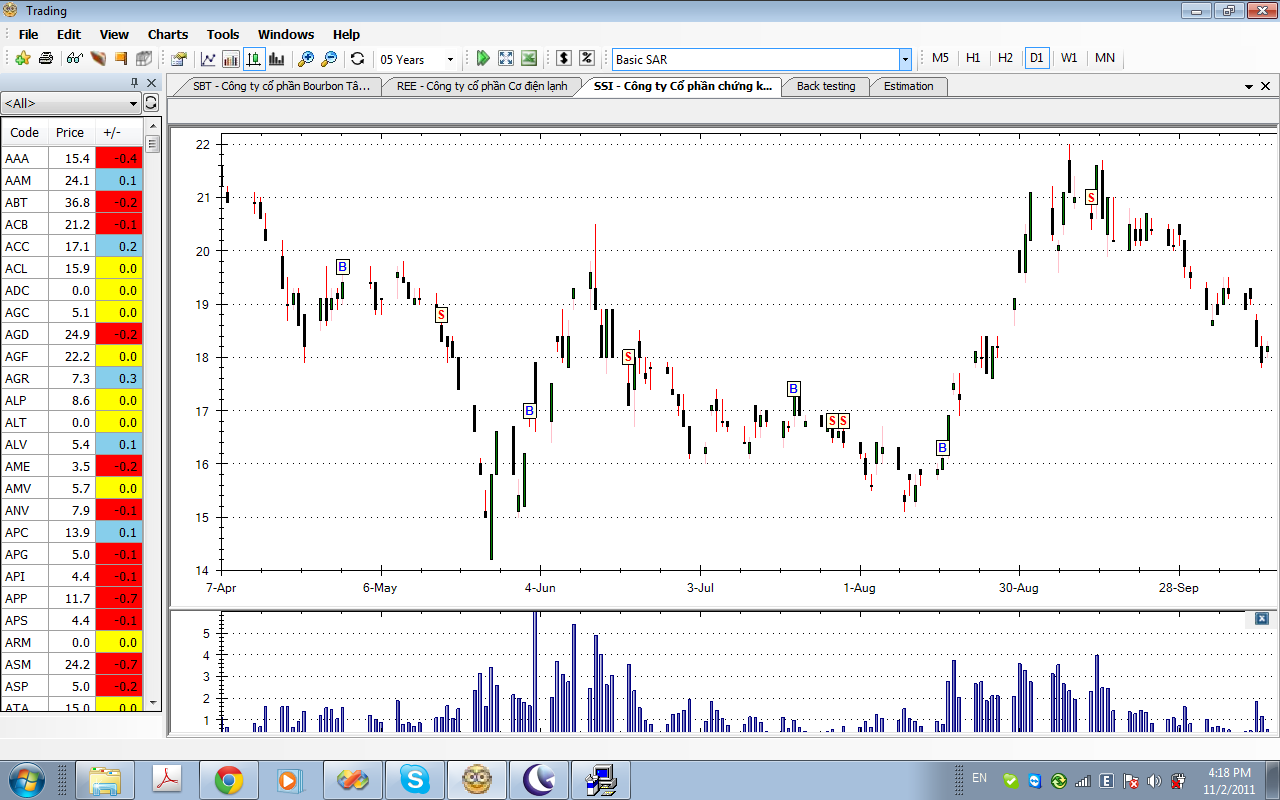 Trading
File Edit View Charts Tools Windows Help
05 Years Basic SAR M5 H1 H2 D1 W1 MN
<All>
SBT - Công ty cổ phần Bourbon Tâ... REE - Công ty cổ phần Cơ điện lạnh SSI - Công ty Cổ phần chứng k... Back testing Estimation
Code Price +/-
AAA 15.4 -0.4
AAM 24.1 0.1
ABT 36.8 -0.2
ACB 21.2 -0.1
ACC 17.1 0.2
ACL 15.9 0.0
ADC 0.0 0.0
AGC 5.1 0.0
AGD 24.9 -0.2
AGF 22.2 0.0
AGR 7.3 0.3
ALP 8.6 0.0
ALT 0.0 0.0
ALV 5.4 0.1
AME 3.5 -0.2
AMV 5.7 0.0
ANV 7.9 -0.1
APC 13.9 0.1
APG 5.0 -0.1
API 4.4 -0.1
APP 11.7 -0.7
APS 4.4 -0.1
ARM 0.0 0.0
ASM 24.2 -0.7
ASP 5.0 -0.2
ATA 15.0 0.0
22
21
20
19
18
17
16
15
14
B
S
B
S
B
S S
B
S
7-Apr 6-May 4-Jun 3-Jul 1-Aug 30-Aug 28-Sep
5
4
3
2
1
EN
4:18 PM
11/2/2011